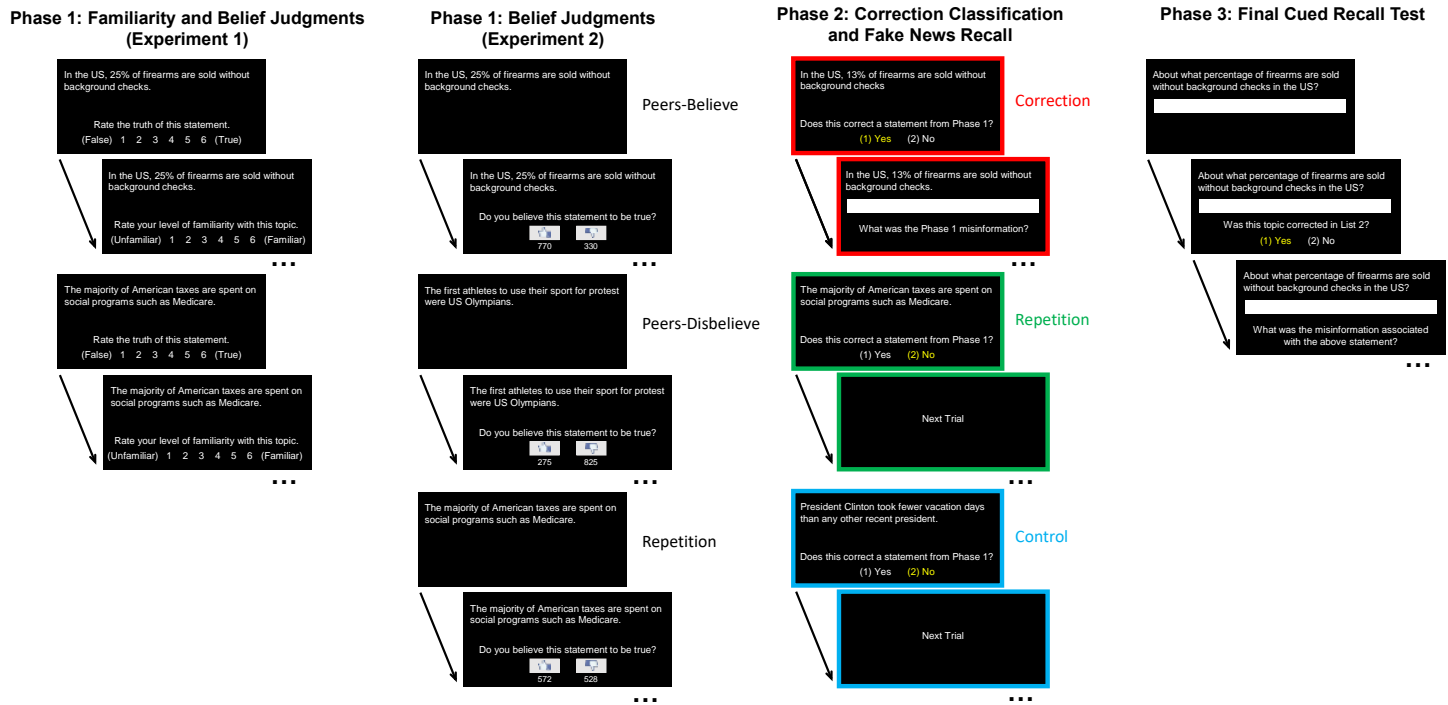 Phase 1: Familiarity and Belief Judgments
(Experiment 1)
In the US, 25% of firearms are sold without
background checks.
Rate the truth of this statement.
(False) 1 2 3 4 5 6 (True)
In the US, 25% of firearms are sold without
background checks.
Rate your level of familiarity with this topic.
(Unfamiliar) 1 2 3 4 5 6 (Familiar)
...
The majority of American taxes are spent on
social programs such as Medicare.
Rate the truth of this statement.
(False) 1 2 3 4 5 6 (True)
The majority of American taxes are spent on
social programs such as Medicare.
Rate your level of familiarity with this topic.
(Unfamiliar) 1 2 3 4 5 6 (Familiar)
...
Phase 1: Belief Judgments
(Experiment 2)
In the US, 25% of firearms are sold without
background checks.
Peers-Believe
In the US, 25% of firearms are sold without
background checks.
Do you believe this statement to be true?
770 330
...
The first athletes to use their sport for protest
were US Olympians.
Peers-Disbelieve
The first athletes to use their sport for protest
were US Olympians.
Do you believe this statement to be true?
275 825
...
The majority of American taxes are spent on
social programs such as Medicare.
Repetition
The majority of American taxes are spent on
social programs such as Medicare.
Do you believe this statement to be true?
572 528
...
Phase 2: Correction Classification
and Fake News Recall
In the US, 13% of firearms are sold without
background checks
Does this correct a statement from Phase 1?
(1) Yes (2) No
Correction
In the US, 13% of firearms are sold without
background checks.
What was the Phase 1 misinformation?
...
The majority of American taxes are spent on
social programs such as Medicare.
Does this correct a statement from Phase 1?
(1) Yes (2) No
Repetition
Next Trial
...
President Clinton took fewer vacation days
than any other recent president.
Does this correct a statement from Phase 1?
(1) Yes (2) No
Control
Next Trial
...
Phase 3: Final Cued Recall Test
About what percentage of firearms are sold
without background checks in the US?
About what percentage of firearms are sold
without background checks in the US?
Was this topic corrected in List 2?
(1) Yes (2) No
About what percentage of firearms are sold
without background checks in the US?
What was the misinformation associated
with the above statement?
...